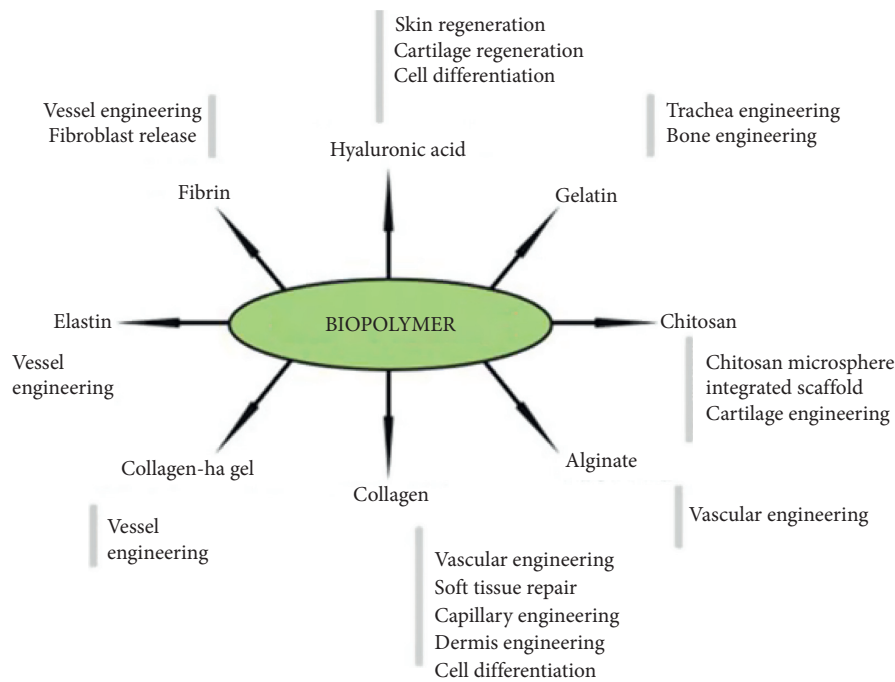 Skin regeneration
Cartilage regeneration
Cell differentiation
Hyaluronic acid
Vessel engineering
Fibroblast release
Fibrin
Trachea engineering
Bone engineering
Gelatin
Elastin
Vessel
engineering
BIOPOLYMER
Chitosan
Chitosan microsphere
integrated scaffold
Cartilage engineering
Collagen-ha gel
Vessel
engineering
Collagen
Vascular engineering
Soft tissue repair
Capillary engineering
Dermis engineering
Cell differentiation
Alginate
Vascular engineering